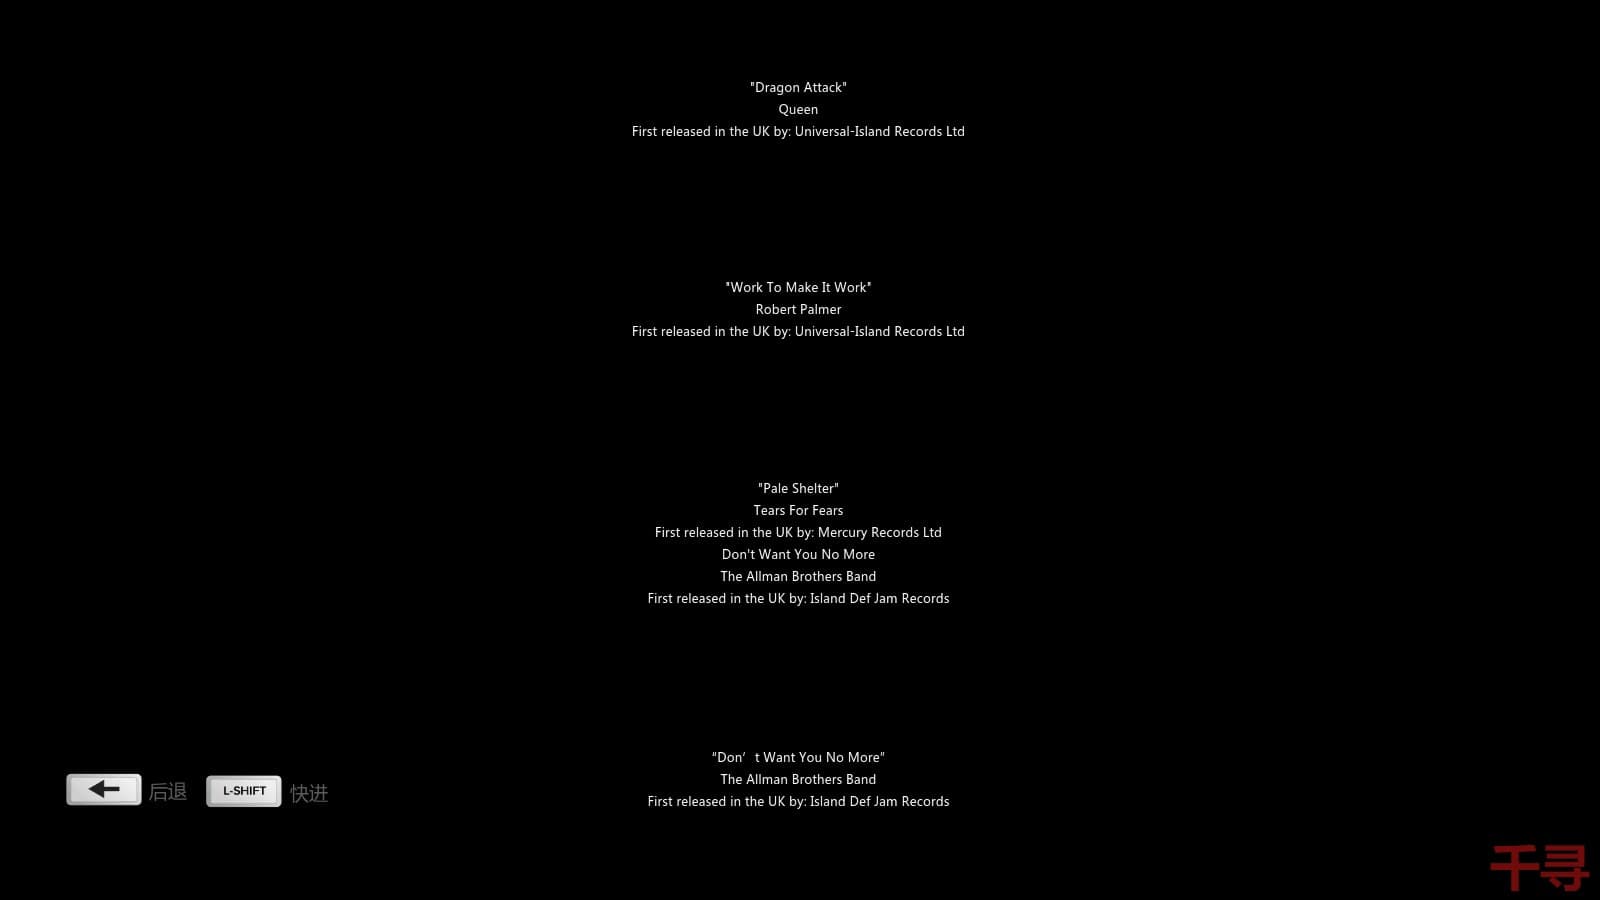 "Dragon Attack"
Queen
First released in the UK by: Universal-Island Records Ltd
"Work To Make It Work"
Robert Palmer
First released in the UK by: Universal-Island Records Ltd
"Pale Shelter"
Tears For Fears
First released in the UK by: Mercury Records Ltd
Don't Want You No More
The Allman Brothers Band
First released in the UK by: Island Def Jam Records
“Don’ t Want You No More”
The Allman Brothers Band
First released in the UK by: Island Def Jam Records
后退 L-SHIFT 快进
千寻